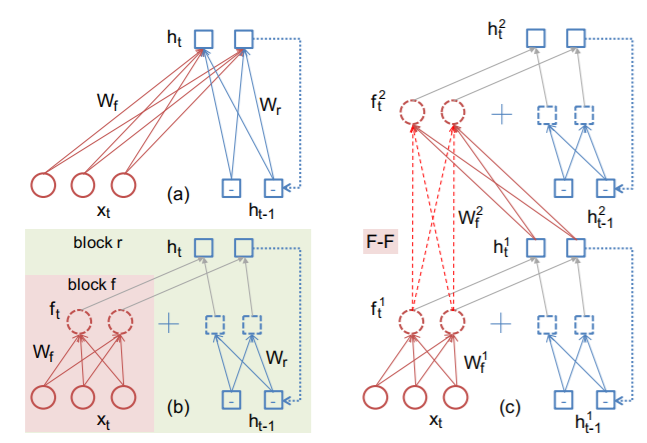 h_t
W_f
W_r
x_t
(a)
h_{t-1}
block r
h_t
block f
f_t
+
W_f
W_r
x_t
(b)
h_{t-1}
h_t^2
f_t^2
+
W_f^2
h_{t-1}^2
F-F
h_t^1
f_t^1
+
W_f^1
x_t
(c)
h_{t-1}^1